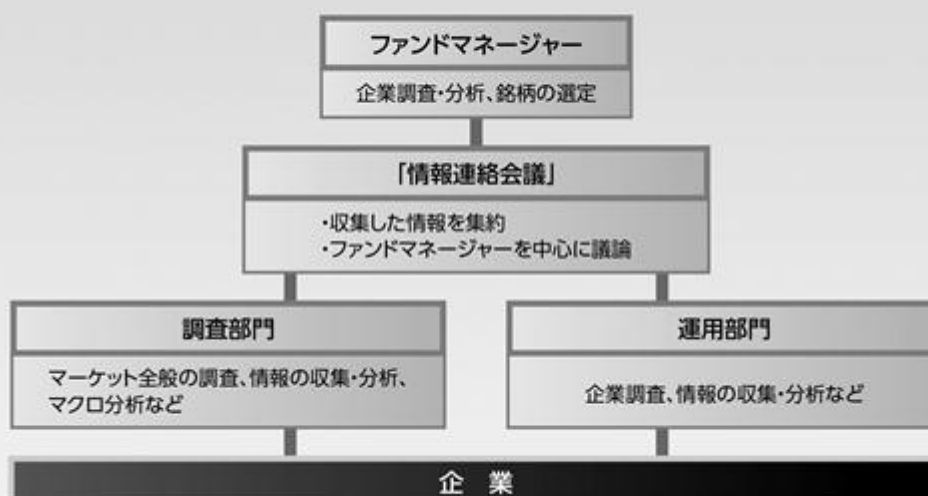 ファンドマネージャー
企業調査・分析、銘柄の選定
「情報連絡会議」
・収集した情報を集約
・ファンドマネージャーを中心に議論
調査部門
マーケット全般の調査、情報の収集・分析、
マクロ分析など
運用部門
企業調査、情報の収集・分析など
企 業